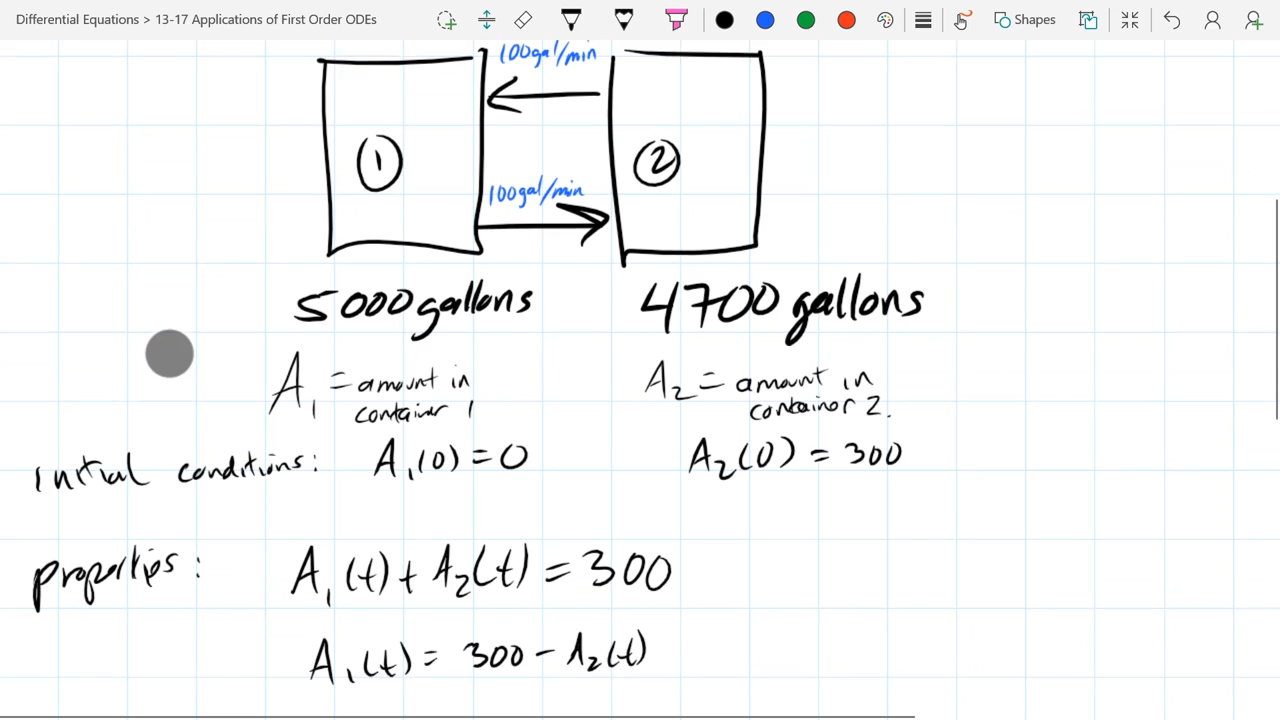 Differential Equations > 13-17 Applications of First Order ODEs
Shapes
100gal/min
① ②
100gal/min
5000 gallons 4700 gallons
A₁ = amount in container 1 A₂ = amount in container 2.
initial conditions: A₁(0) = 0 A₂(0) = 300
properties: A₁(t) + A₂(t) = 300
A₁(t) = 300 - A₂(t)